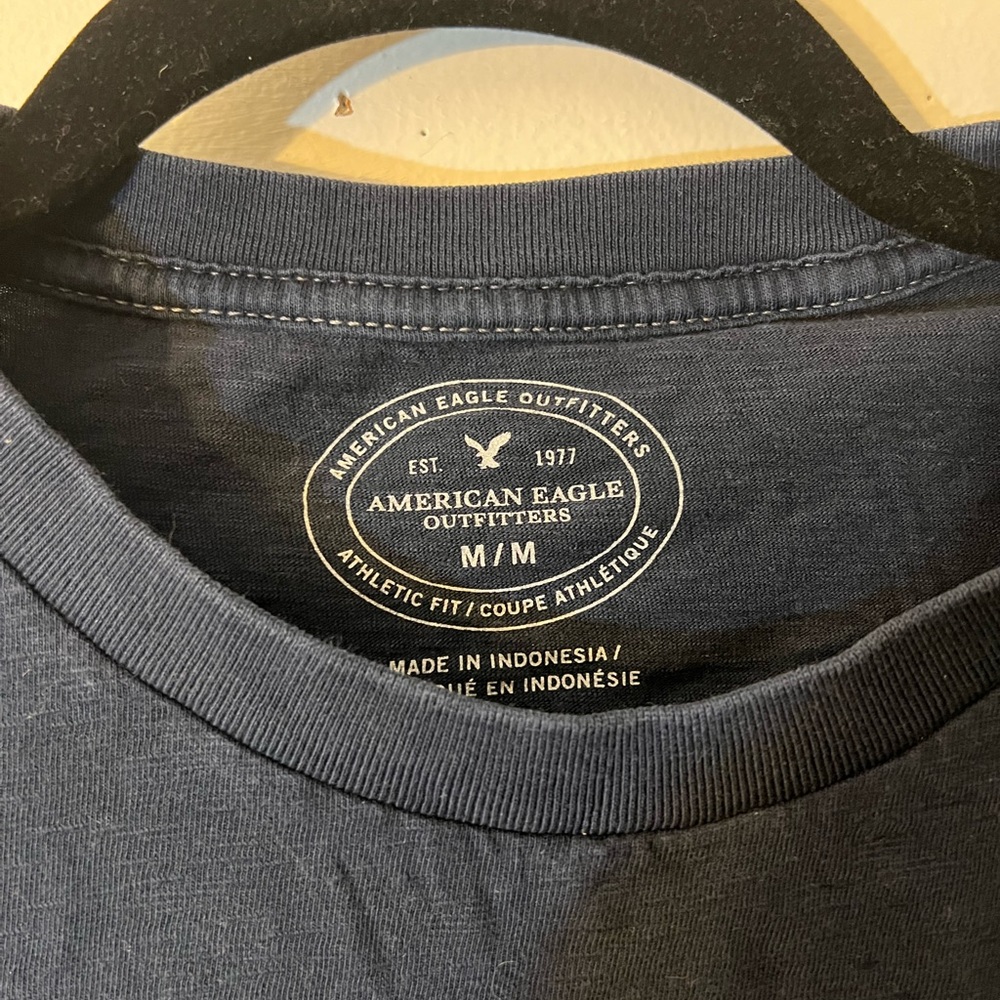 AMERICAN EAGLE OUTFITTERS
EST. 1977
AMERICAN EAGLE
OUTFITTERS
M/M
ATHLETIC FIT / COUPE ATHLÉTIQUE
MADE IN INDONESIA /
EN INDONÉSIE